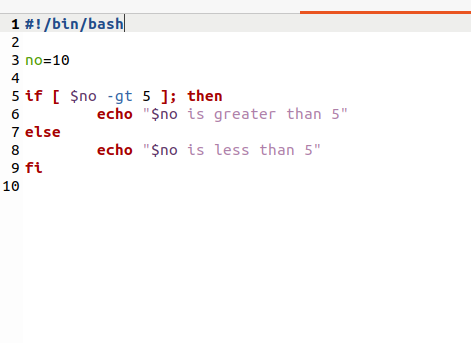 1 #!/bin/bash
2
3 no=10
4
5 if [ $no -gt 5 ]; then
6         echo "$no is greater than 5"
7 else
8         echo "$no is less than 5"
9 fi
10